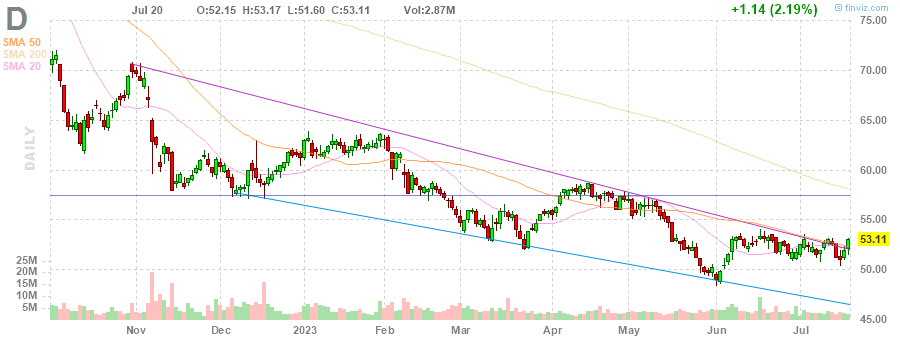 D Jul 20 O:52.15 H:53.17 L:51.60 C:53.11 Vol:2.87M +1.14 (2.19%) © finviz.com
SMA 50
SMA 200
SMA 20
DAILY
75.00
70.00
65.00
60.00
55.00
53.11
50.00
45.00
25M
20M
15M
10M
5M
Nov Dec 2023 Feb Mar Apr May Jun Jul